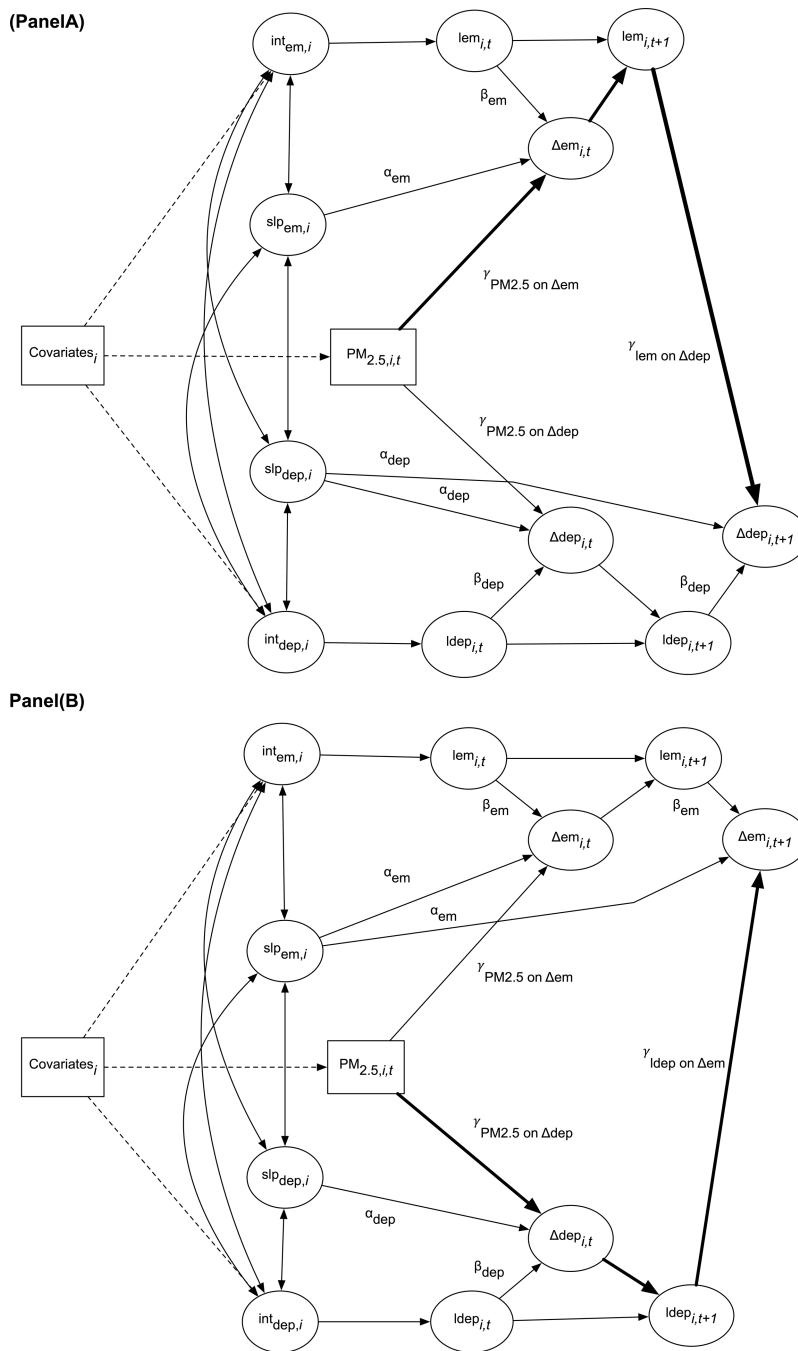 (PanelA)
int_em,i
lem_i,t
lem_i,t+1
β_em
Δem_i,t
α_em
slp_em,i
γ_PM2.5 on Δem
Covariates_i
PM_2.5,i,t
γ_lem on Δdep
γ_PM2.5 on Δdep
α_dep
slp_dep,i
α_dep
Δdep_i,t
Δdep_i,t+1
β_dep
β_dep
int_dep,i
ldep_i,t
ldep_i,t+1
Panel(B)
int_em,i
lem_i,t
lem_i,t+1
β_em
β_em
Δem_i,t
Δem_i,t+1
α_em
α_em
slp_em,i
γ_PM2.5 on Δem
Covariates_i
PM_2.5,i,t
γ_ldep on Δem
γ_PM2.5 on Δdep
slp_dep,i
α_dep
Δdep_i,t
β_dep
int_dep,i
ldep_i,t
ldep_i,t+1